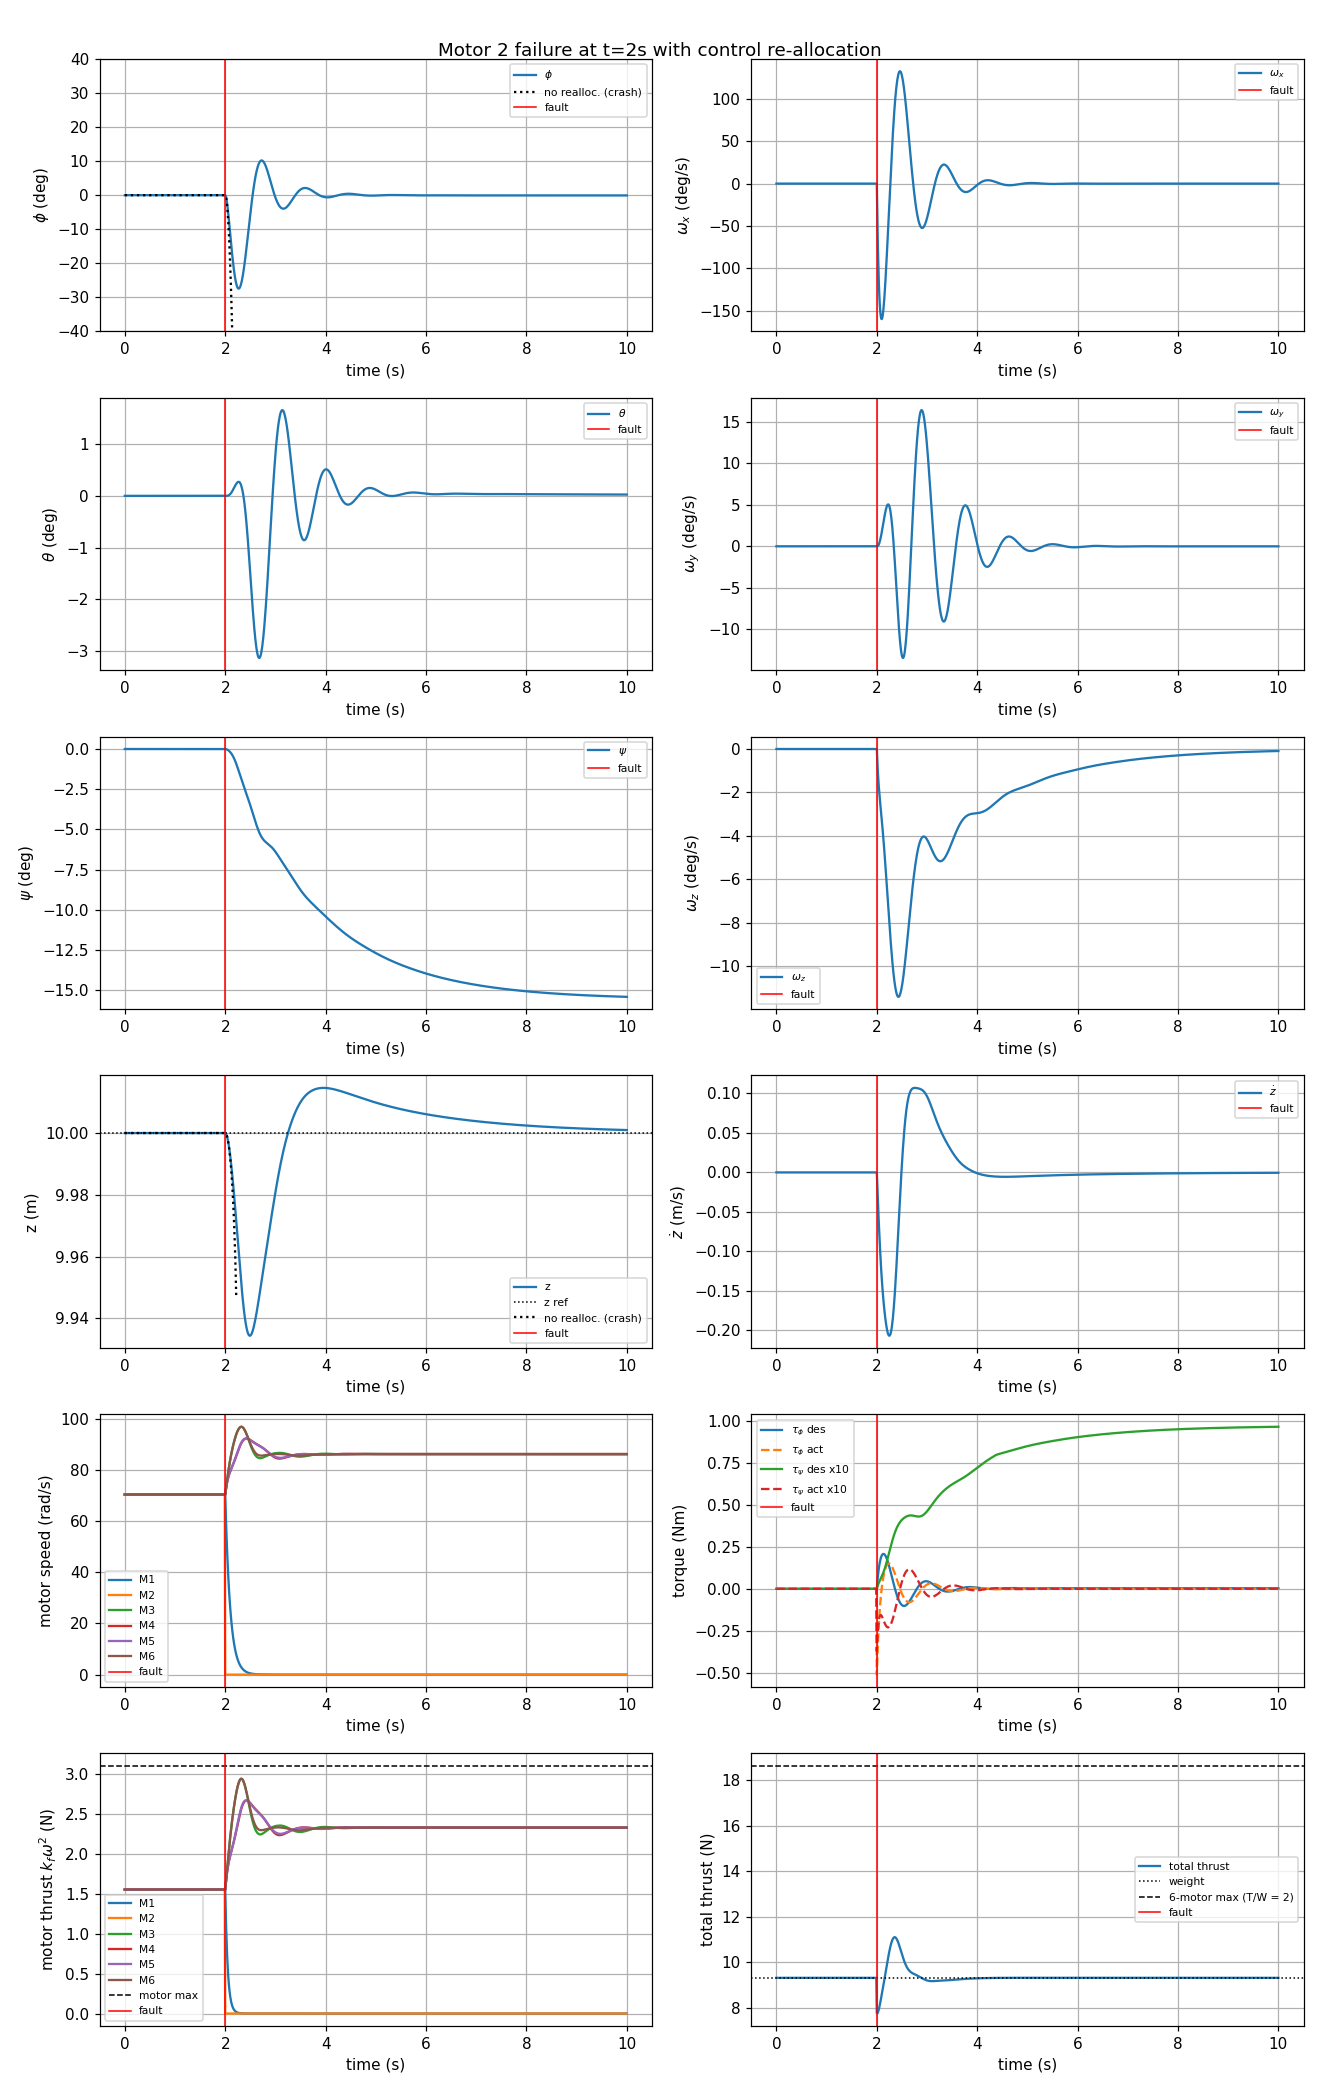 Motor 2 failure at t=2s with control re-allocation
40
30
20
10
0
−10
−20
−30
−40
ϕ (deg)
ϕ
no realloc. (crash)
fault
0 2 4 6 8 10
time (s)
100
50
0
−50
−100
−150
ωx (deg/s)
ωx
fault
0 2 4 6 8 10
time (s)
1
0
−1
−2
−3
θ (deg)
θ
fault
0 2 4 6 8 10
time (s)
15
10
5
0
−5
−10
ωy (deg/s)
ωy
fault
0 2 4 6 8 10
time (s)
0.0
−2.5
−5.0
−7.5
−10.0
−12.5
−15.0
ψ (deg)
ψ
fault
0 2 4 6 8 10
time (s)
0
−2
−4
−6
−8
−10
ωz (deg/s)
ωz
fault
0 2 4 6 8 10
time (s)
10.00
9.98
9.96
9.94
z (m)
z
z ref
no realloc. (crash)
fault
0 2 4 6 8 10
time (s)
0.10
0.05
0.00
−0.05
−0.10
−0.15
−0.20
ż (m/s)
ż
fault
0 2 4 6 8 10
time (s)
100
80
60
40
20
0
motor speed (rad/s)
M1
M2
M3
M4
M5
M6
fault
0 2 4 6 8 10
time (s)
1.00
0.75
0.50
0.25
0.00
−0.25
−0.50
torque (Nm)
τϕ des
τϕ act
τψ des x10
τψ act x10
fault
0 2 4 6 8 10
time (s)
3.0
2.5
2.0
1.5
1.0
0.5
0.0
motor thrust kfω² (N)
M1
M2
M3
M4
M5
M6
motor max
fault
0 2 4 6 8 10
time (s)
18
16
14
12
10
8
total thrust (N)
total thrust
weight
6-motor max (T/W = 2)
fault
0 2 4 6 8 10
time (s)